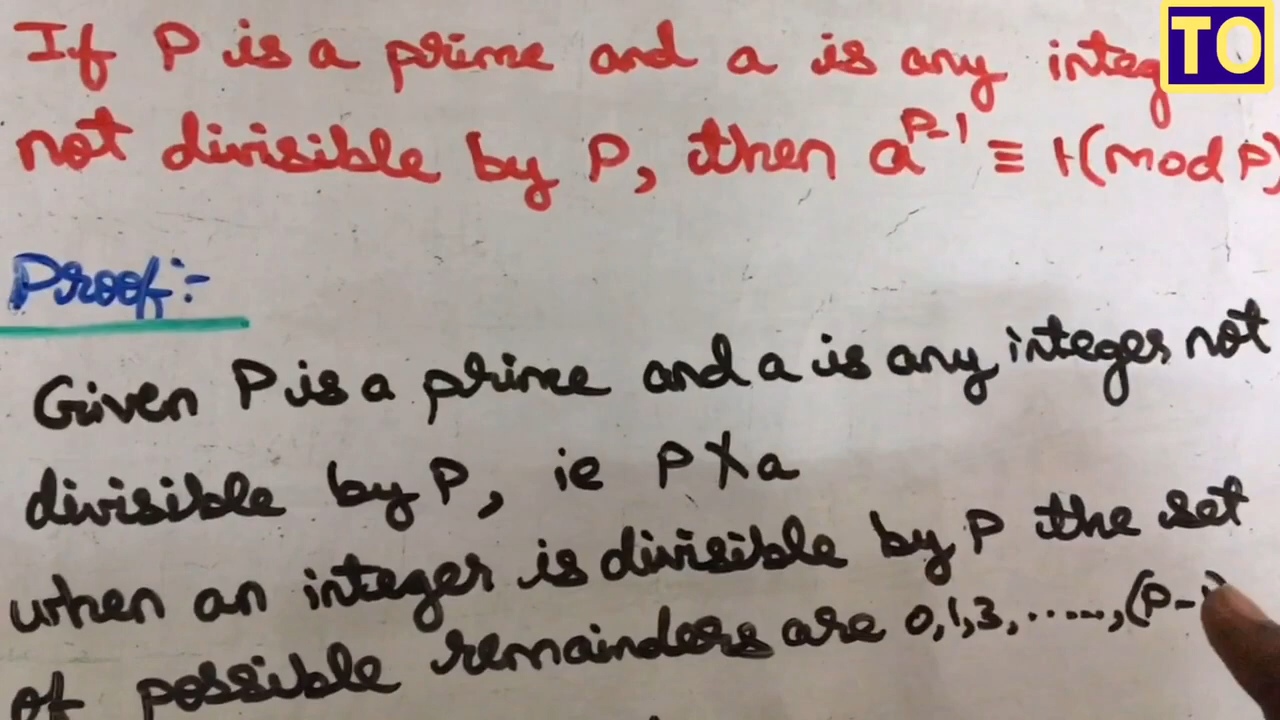 If P is a prime and a is any integ
TO
not divisible by P, then a^{P-1} ≡ 1(mod P)
Proof:-
Given P is a prime and a is any integer not
divisible by P, ie P∤a
when an integer is divisible by P the set
of possible remainders are 0,1,3,.....,(P-